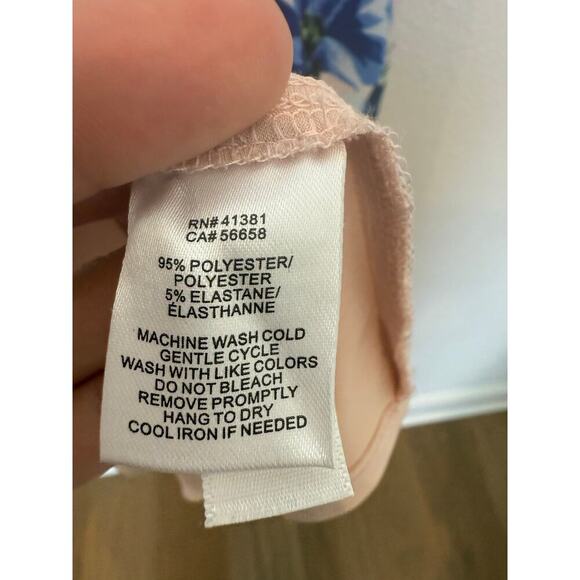 RN# 41381
CA# 56658
95% POLYESTER/
POLYESTER
5% ELASTANE/
ÉLASTHANNE
MACHINE WASH COLD
GENTLE CYCLE
WASH WITH LIKE COLORS
DO NOT BLEACH
REMOVE PROMPTLY
HANG TO DRY
COOL IRON IF NEEDED